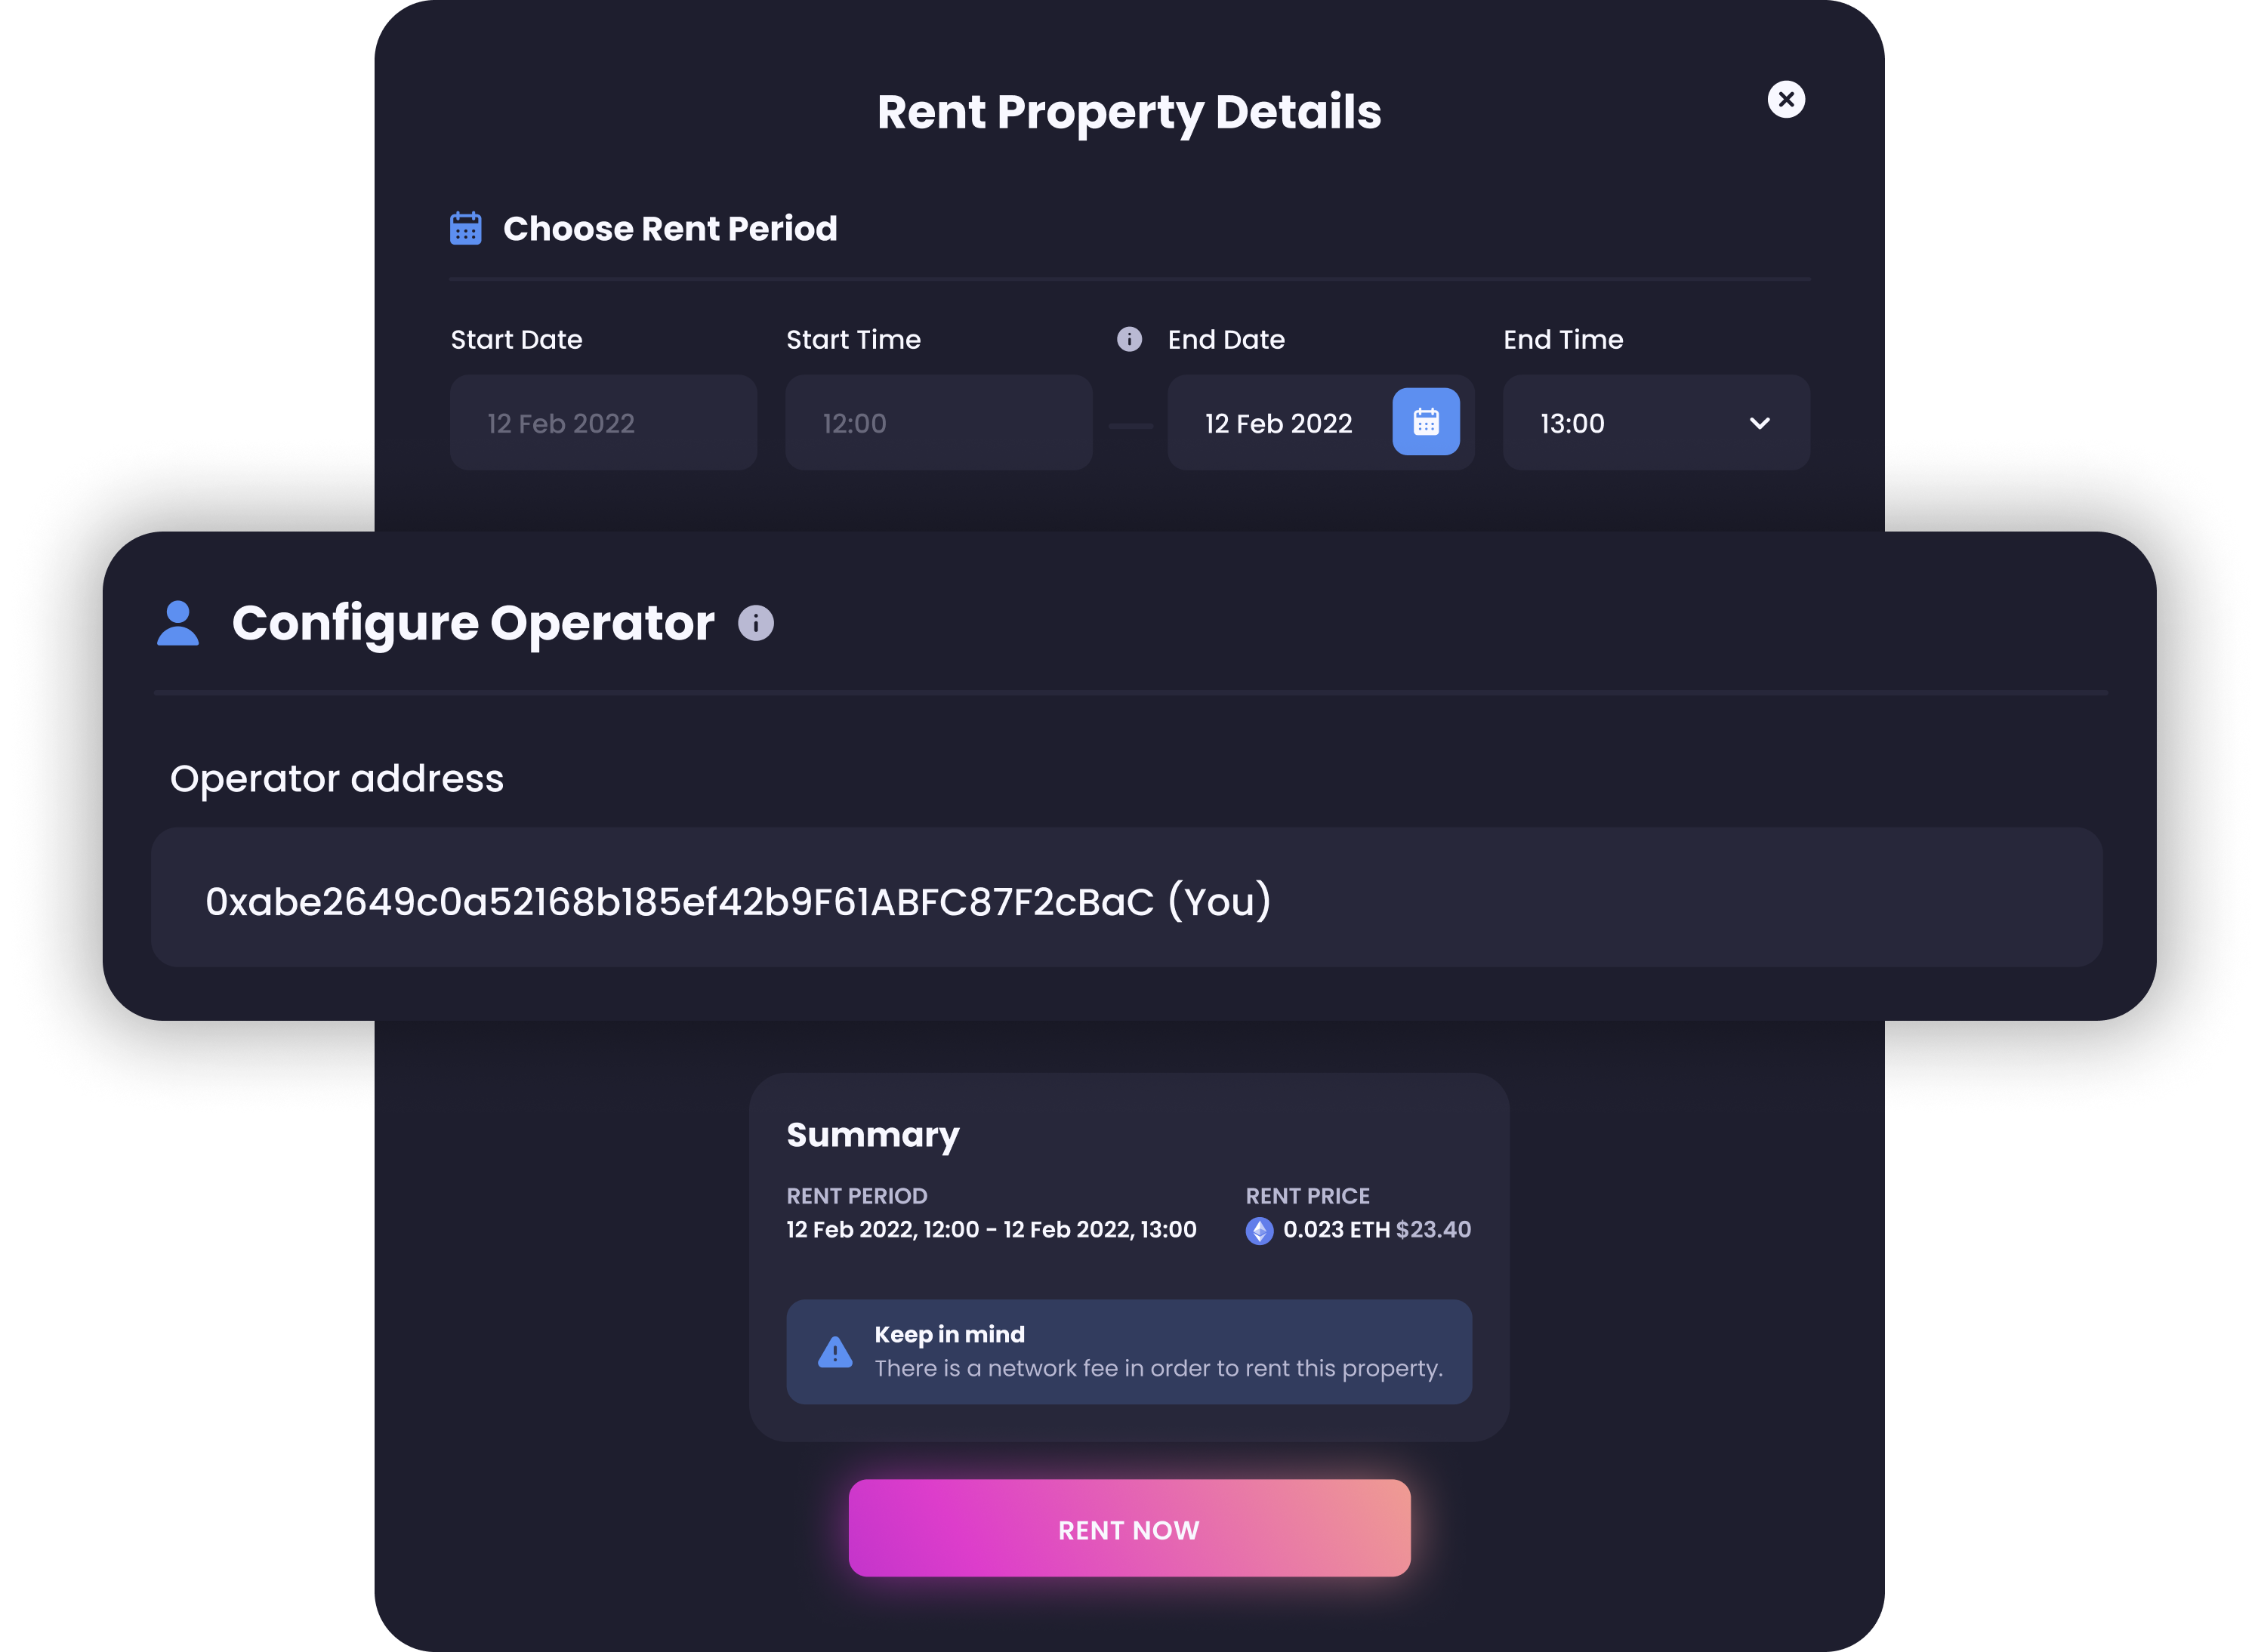 Rent Property Details
Choose Rent Period
Start Date Start Time End Date End Time
12 Feb 2022 12:00 12 Feb 2022 13:00
Configure Operator
Operator address
0xabe2649c0a52168b185ef42b9F61ABFC87F2cBaC (You)
Summary
RENT PERIOD RENT PRICE
12 Feb 2022, 12:00 - 12 Feb 2022, 13:00 0.023 ETH $23.40
Keep in mind
There is a network fee in order to rent this property.
RENT NOW